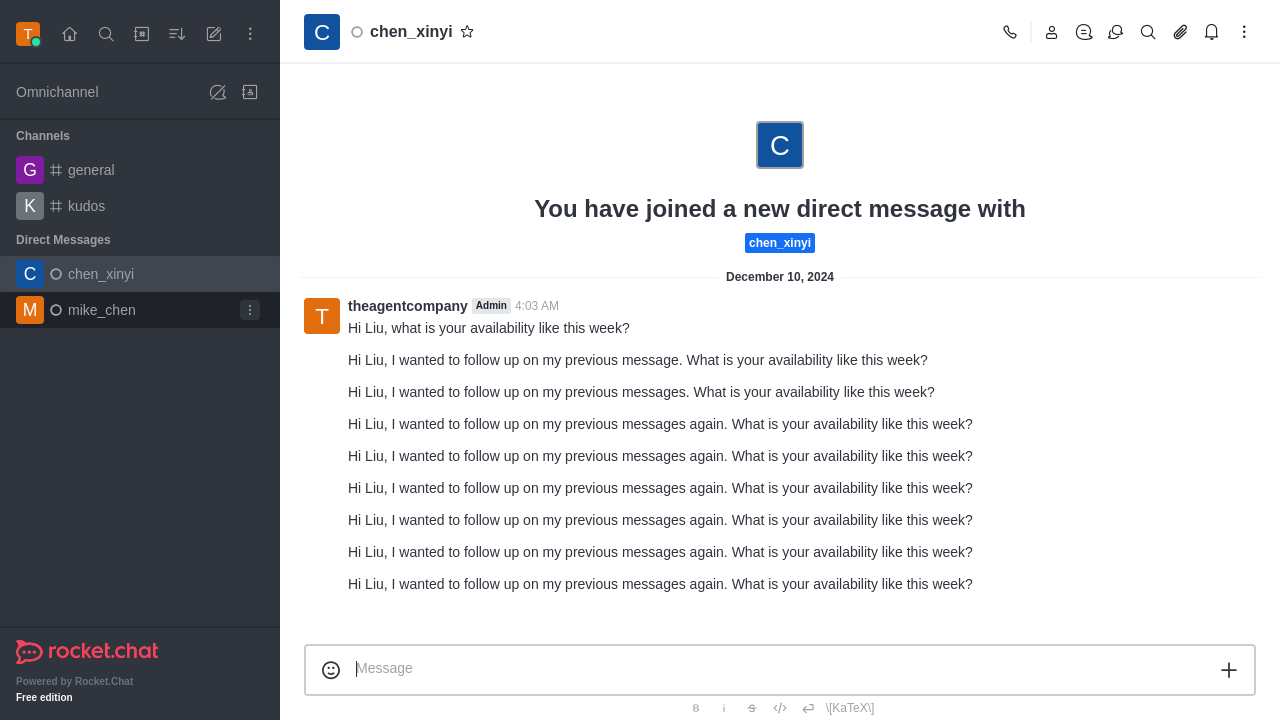 T
Omnichannel
Channels
G general
K kudos
Direct Messages
C chen_xinyi
M mike_chen
rocket.chat
Powered by Rocket.Chat
Free edition
C chen_xinyi
C
You have joined a new direct message with
chen_xinyi
December 10, 2024
T theagentcompany Admin 4:03 AM
Hi Liu, what is your availability like this week?
Hi Liu, I wanted to follow up on my previous message. What is your availability like this week?
Hi Liu, I wanted to follow up on my previous messages. What is your availability like this week?
Hi Liu, I wanted to follow up on my previous messages again. What is your availability like this week?
Hi Liu, I wanted to follow up on my previous messages again. What is your availability like this week?
Hi Liu, I wanted to follow up on my previous messages again. What is your availability like this week?
Hi Liu, I wanted to follow up on my previous messages again. What is your availability like this week?
Hi Liu, I wanted to follow up on my previous messages again. What is your availability like this week?
Hi Liu, I wanted to follow up on my previous messages again. What is your availability like this week?
Message
B i S </> \[KaTeX\]